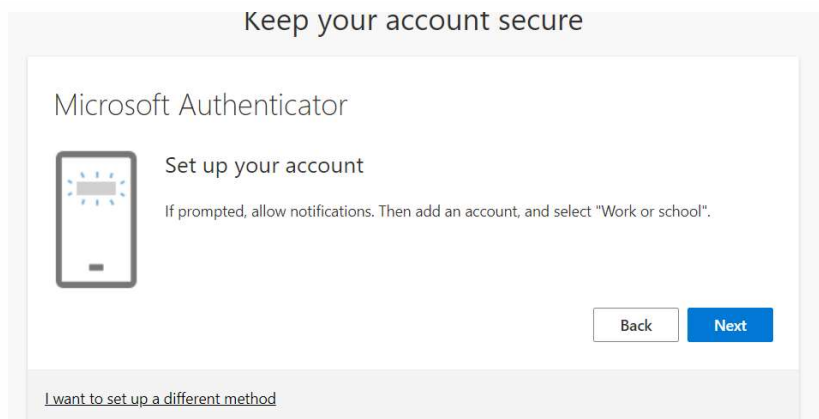 Keep your account secure
Microsoft Authenticator
Set up your account
If prompted, allow notifications. Then add an account, and select "Work or school".
Back
Next
I want to set up a different method